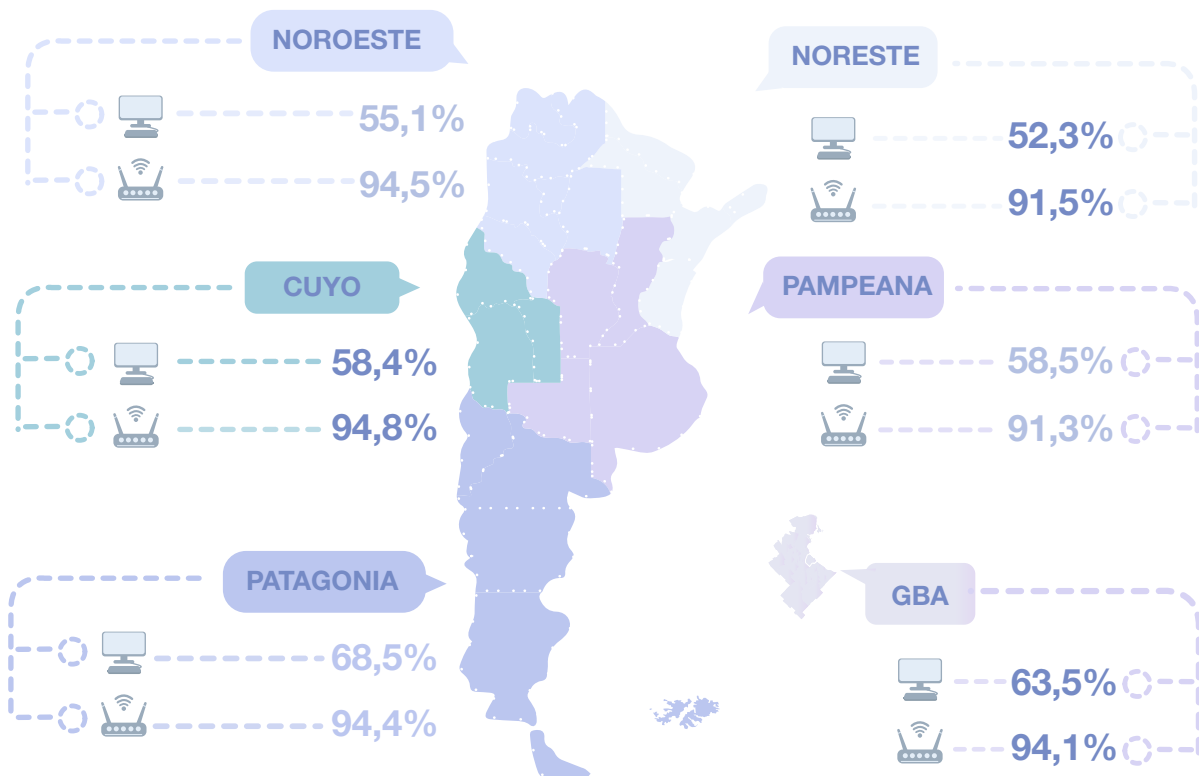 NOROESTE
55,1%
94,5%
NORESTE
52,3%
91,5%
CUYO
58,4%
94,8%
PAMPEANA
58,5%
91,3%
PATAGONIA
68,5%
94,4%
GBA
63,5%
94,1%